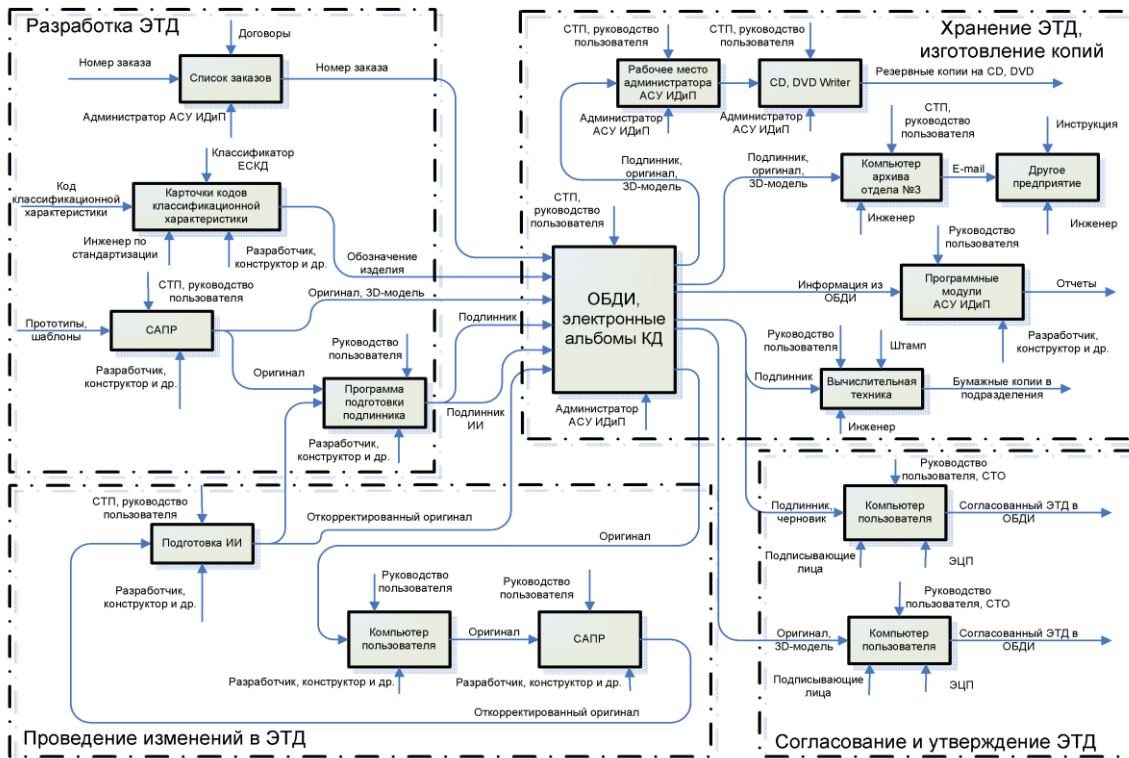 Разработка ЭТД
Договоры
Номер заказа
Список заказов
Номер заказа
Администратор АСУ ИДиП
Классификатор
ЕСКД
Код
классификационной
характеристики
Карточки кодов
классификационной
характеристики
Инженер по
стандартизации
Разработчик,
конструктор и др.
Обозначение
изделия
СТП, руководство
пользователя
Прототипы,
шаблоны
САПР
Оригинал, 3D-модель
Разработчик,
конструктор и др.
Оригинал
Руководство
пользователя
Подлинник
Программа
подготовки
подлинника
Подлинник
ИИ
Разработчик,
конструктор и др.
Хранение ЭТД,
изготовление копий
СТП, руководство
пользователя
СТП, руководство
пользователя
Рабочее место
администратора
АСУ ИДиП
CD, DVD Writer
Резервные копии на CD, DVD
Администратор
АСУ ИДиП
Администратор
АСУ ИДиП
СТП,
руководство
пользователя
Инструкция
Подлинник,
оригинал,
3D-модель
Подлинник,
оригинал,
3D-модель
Компьютер
архива
отдела №3
E-mail
Другое
предприятие
Инженер
Инженер
СТП,
руководство
пользователя
ОБДИ,
электронные
альбомы КД
Администратор
АСУ ИДиП
Руководство
пользователя
Информация из
ОБДИ
Программные
модули
АСУ ИДиП
Отчеты
Разработчик,
конструктор и др.
Руководство
пользователя
Штамп
Подлинник
Вычислительная
техника
Бумажные копии в
подразделения
Инженер
СТП, руководство
пользователя
Откорректированный оригинал
Подготовка ИИ
Разработчик,
конструктор и др.
Оригинал
Руководство
пользователя
Руководство
пользователя
Компьютер
пользователя
Оригинал
САПР
Разработчик, конструктор и др.
Разработчик, конструктор и др.
Откорректированный оригинал
Проведение изменений в ЭТД
Руководство
пользователя, СТО
Подлинник,
черновик
Компьютер
пользователя
Согласованный ЭТД в
ОБДИ
Подписывающие
лица
ЭЦП
Руководство
пользователя, СТО
Оригинал,
3D-модель
Компьютер
пользователя
Согласованный ЭТД в
ОБДИ
Подписывающие
лица
ЭЦП
Согласование и утверждение ЭТД